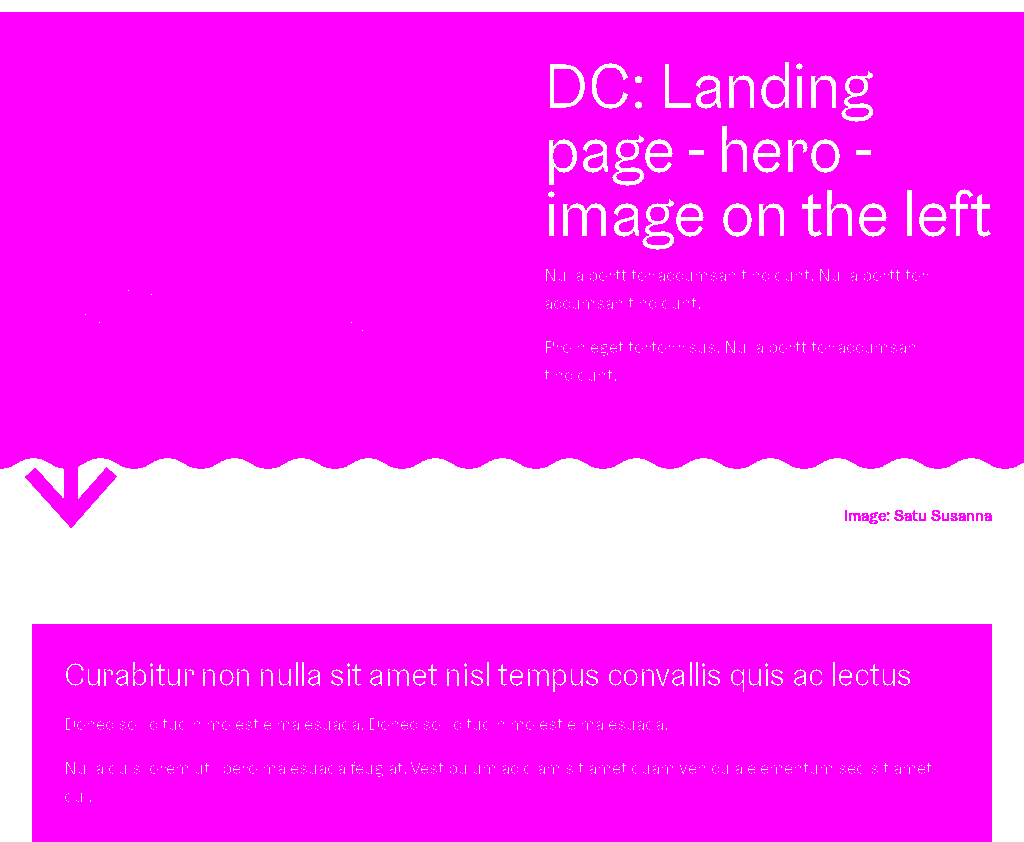 DC: Landing
page - hero -
image on the left
Nulla porttitor accumsan tincidunt. Nulla porttitor
accumsan tincidunt.
Proin eget tortor risus. Nulla porttitor accumsan
tincidunt.
Image: Satu Susanna
Curabitur non nulla sit amet nisl tempus convallis quis ac lectus
Donec sollicitudin molestie malesuada. Donec sollicitudin molestie malesuada.
Nulla quis lorem ut libero malesuada feugiat. Vestibulum ac diam sit amet quam vehicula elementum sed sit amet
dui.